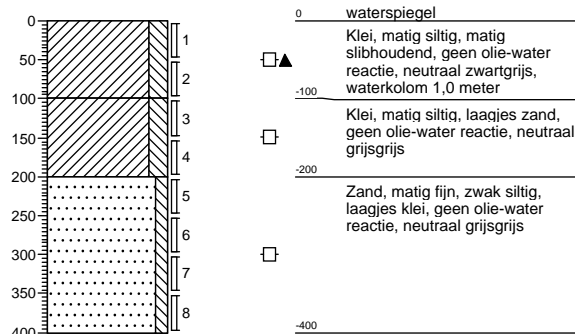 0
50
100
150
200
250
300
350
400
1
2
3
4
5
6
7
8
0
waterspiegel
Klei, matig siltig, matig
slibhoudend, geen olie-water
reactie, neutraal zwartgrijs,
waterkolom 1,0 meter
-100
Klei, matig siltig, laagjes zand,
geen olie-water reactie, neutraal
grijsgrijs
-200
Zand, matig fijn, zwak siltig,
laagjes klei, geen olie-water
reactie, neutraal grijsgrijs
-400